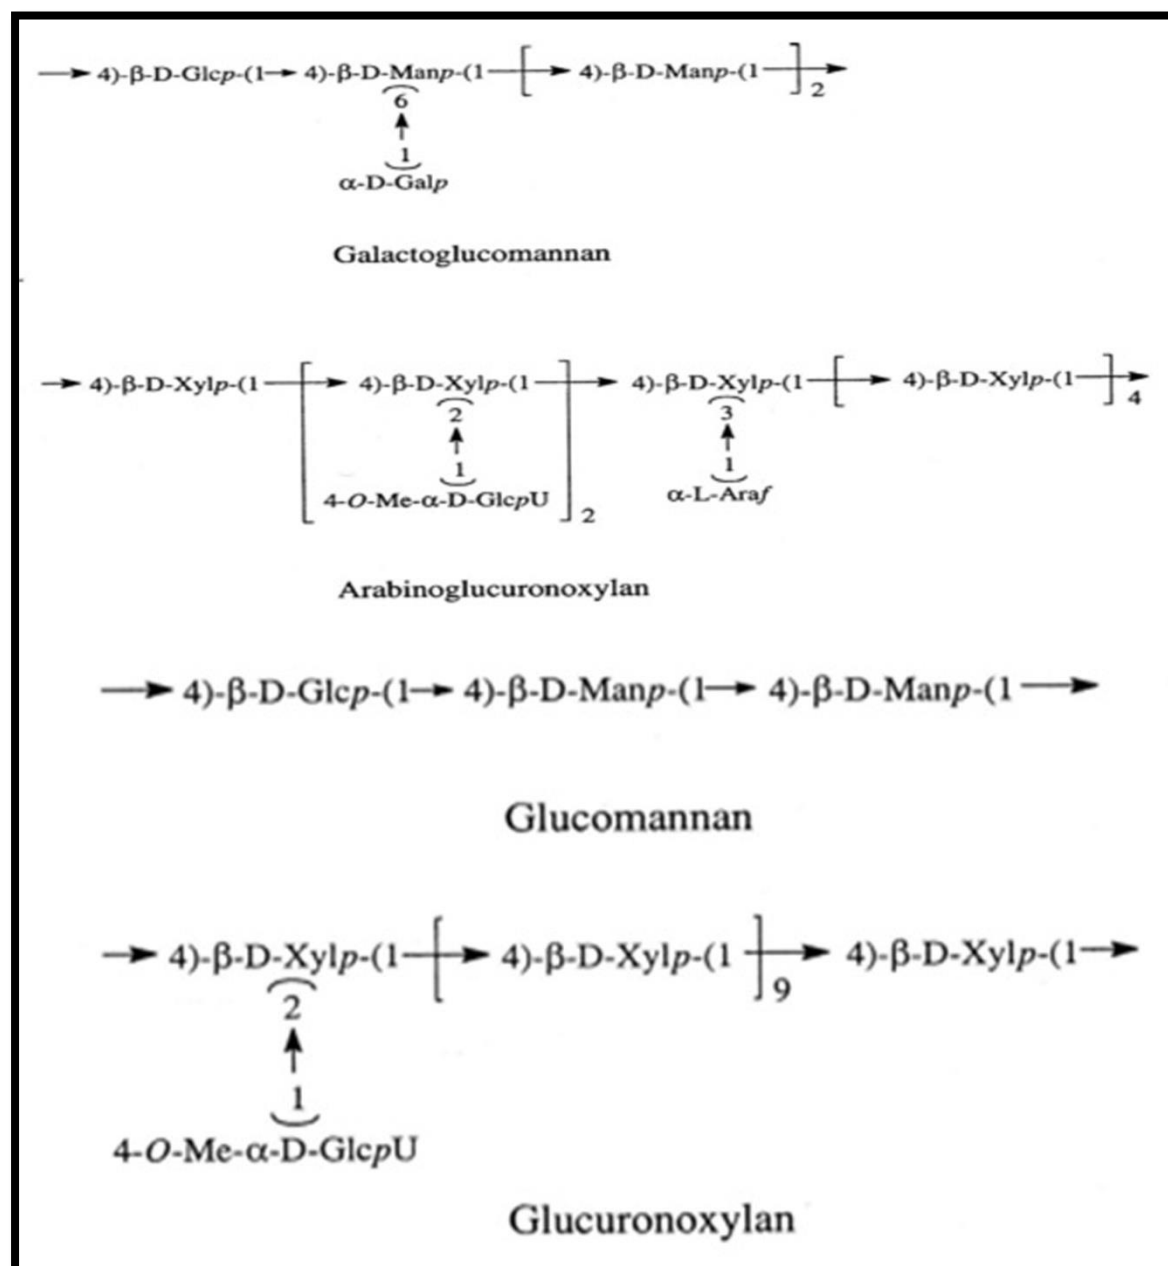 → 4)-β-D-Glcp-(1→ 4)-β-D-Manp-(1─[→ 4)-β-D-Manp-(1─]2→
6
↑
1
α-D-Galp
Galactoglucomannan
→ 4)-β-D-Xylp-(1─[→ 4)-β-D-Xylp-(1─]2→ 4)-β-D-Xylp-(1─[→ 4)-β-D-Xylp-(1─]4→
2 3
↑ ↑
1 1
4-O-Me-α-D-GlcpU α-L-Araf
Arabinoglucuronoxylan
→ 4)-β-D-Glcp-(1→ 4)-β-D-Manp-(1→ 4)-β-D-Manp-(1→
Glucomannan
→ 4)-β-D-Xylp-(1─[→ 4)-β-D-Xylp-(1─]9→ 4)-β-D-Xylp-(1→
2
↑
1
4-O-Me-α-D-GlcpU
Glucuronoxylan